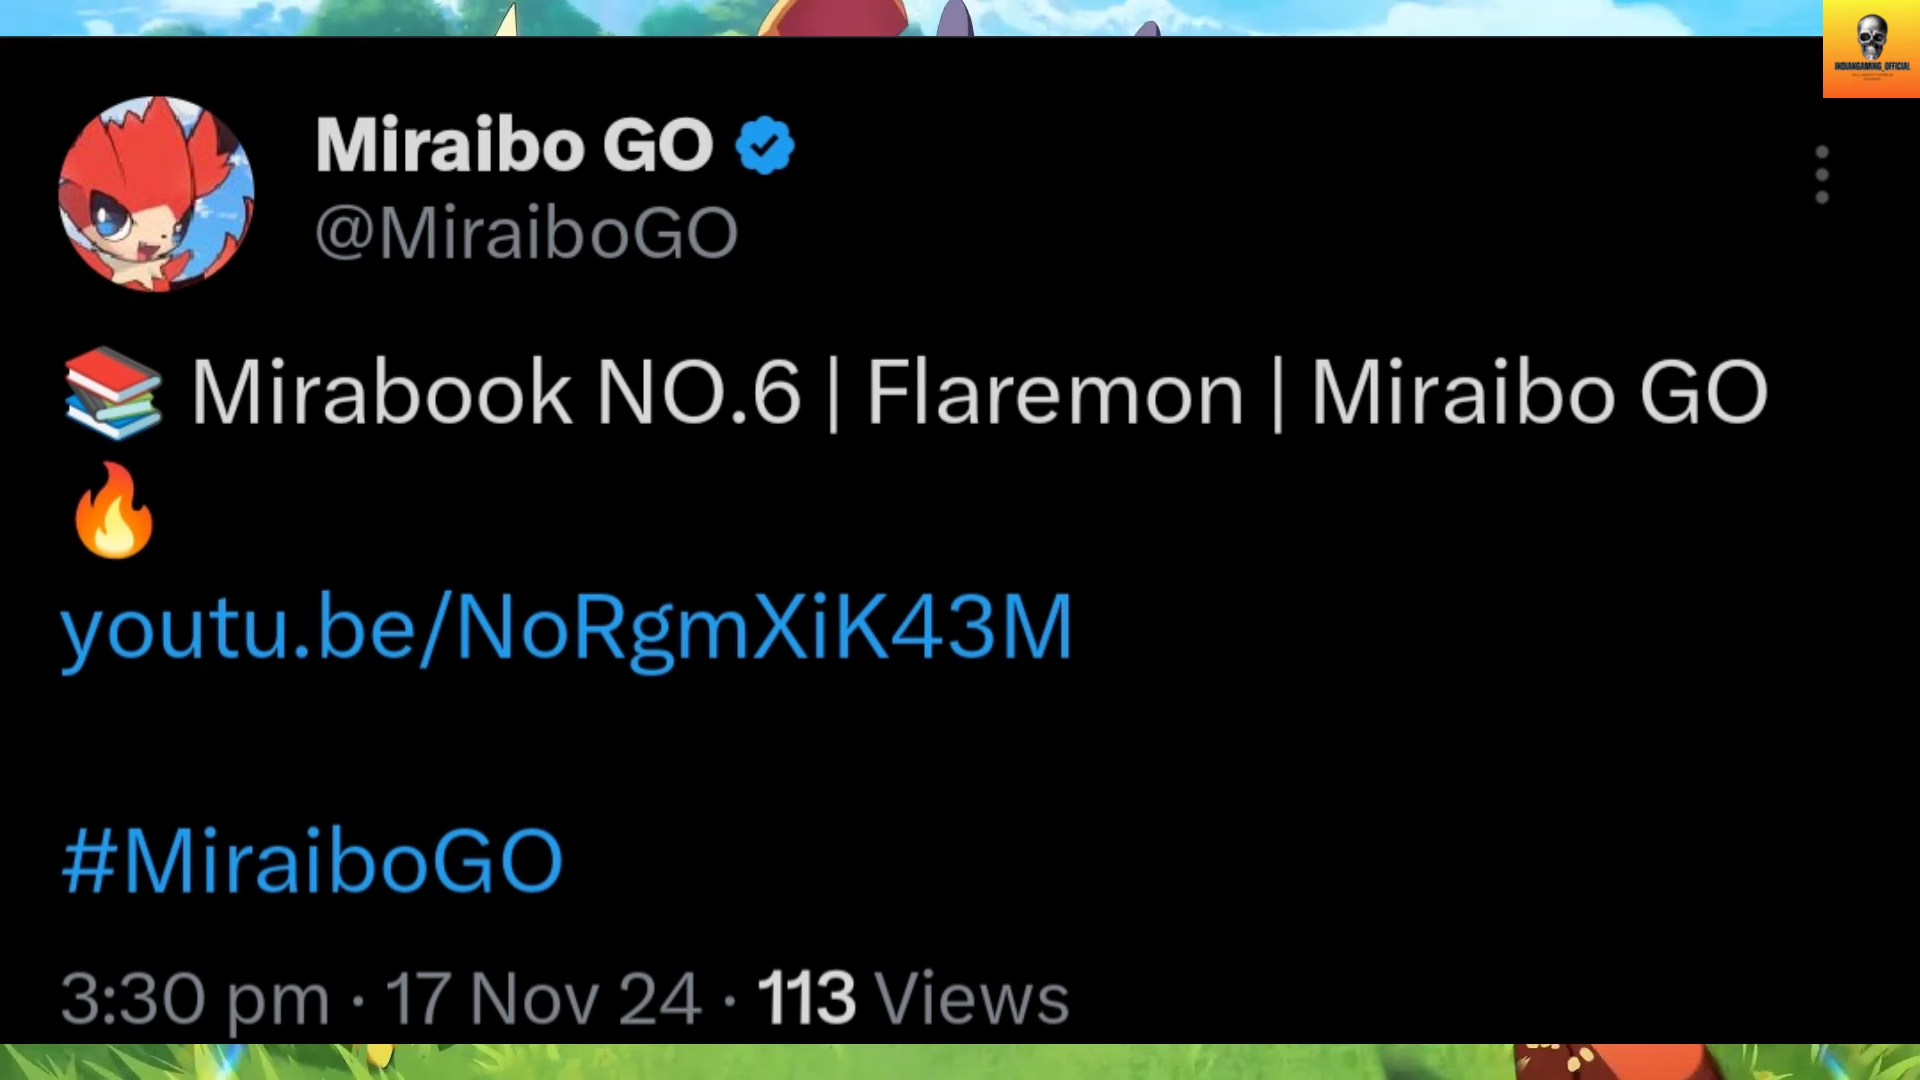 INDIANGAMING_OFFICIAL
Miraibo GO
@MiraiboGO
📚 Mirabook NO.6 | Flaremon | Miraibo GO
🔥
youtu.be/NoRgmXiK43M
#MiraiboGO
3:30 pm · 17 Nov 24 · 113 Views